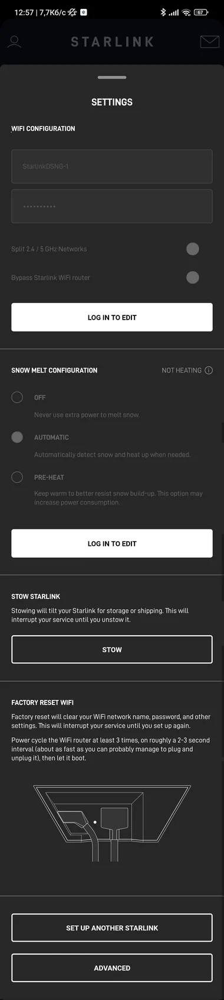 12:57 | 7,7Кб/с
67
STARLINK
SETTINGS
WIFI CONFIGURATION
StarlinkDSNG-1
••••••••••
Split 2.4 / 5 GHz Networks
Bypass Starlink WiFi router
LOG IN TO EDIT
SNOW MELT CONFIGURATION
NOT HEATING
OFF
Never use extra power to melt snow.
AUTOMATIC
Automatically detect snow and heat up when needed.
PRE-HEAT
Keep warm to better resist snow build-up. This option may
increase power consumption.
LOG IN TO EDIT
STOW STARLINK
Stowing will tilt your Starlink for storage or shipping. This will
interrupt your service until you unstow it.
STOW
FACTORY RESET WIFI
Factory reset will clear your WiFi network name, password, and other
settings. This will interrupt your service until you set up again.
Power cycle the WiFi router at least 3 times, on roughly a 2-3 second
interval (about as fast as you can probably manage to plug and
unplug it), then let it boot.
SET UP ANOTHER STARLINK
ADVANCED